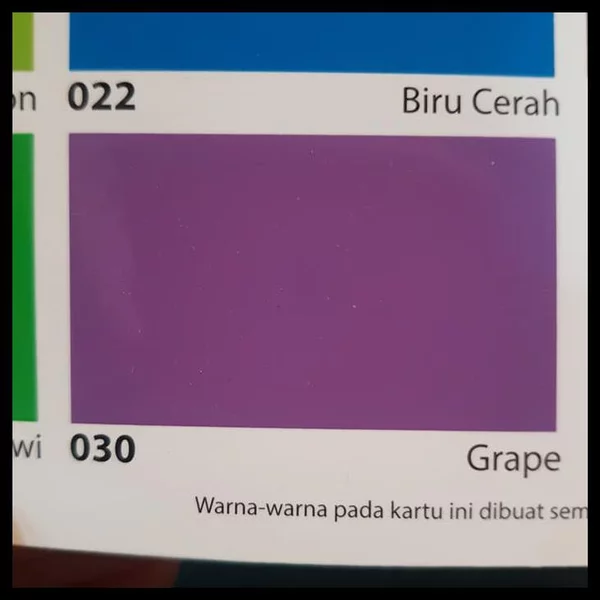 on 022 Biru Cerah
wi 030 Grape
Warna-warna pada kartu ini dibuat sem